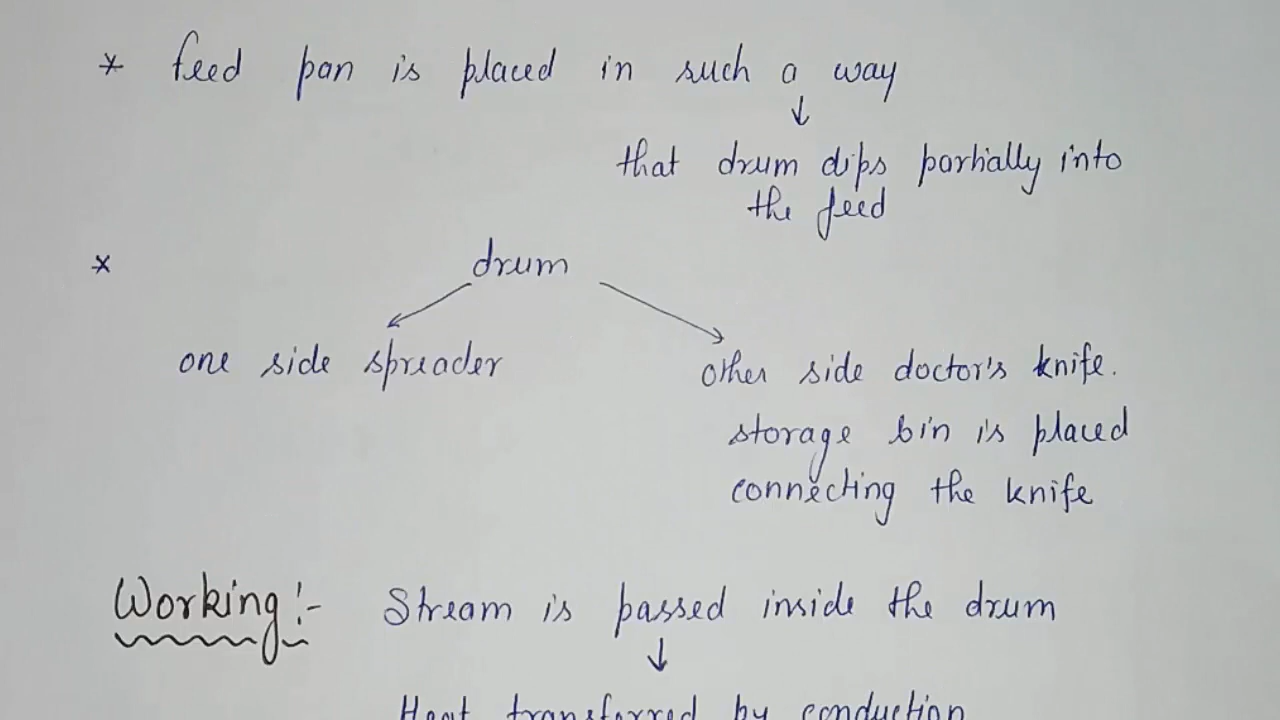 * feed pan is placed in such a way
↓
that drum dips partially into
the feed
* drum
one side spreader
other side doctor's knife.
storage bin is placed
connecting the knife
Working:- Stream is passed inside the drum
↓
Heat transferred by conduction